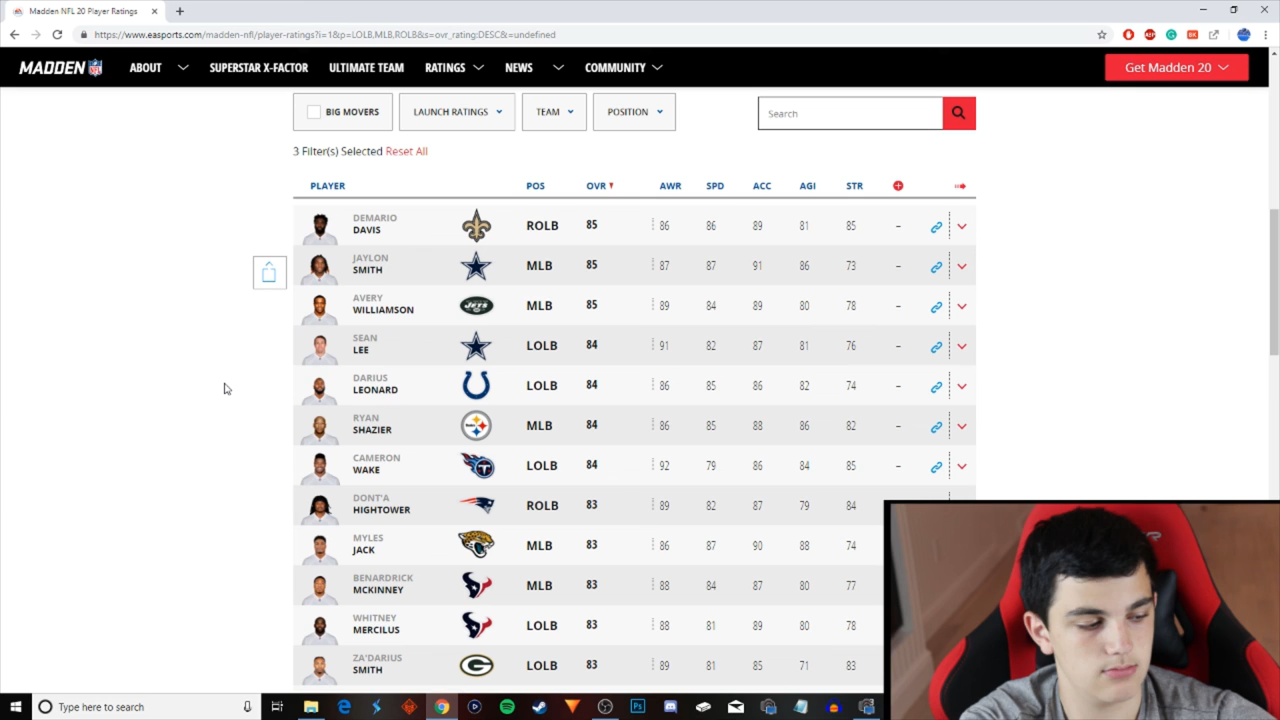 Madden NFL 20 Player Ratings
https://www.easports.com/madden-nfl/player-ratings?i=1&p=LOLB,MLB,ROLB&s=ovr_rating:DESC&=undefined
MADDEN NFL ABOUT SUPERSTAR X-FACTOR ULTIMATE TEAM RATINGS NEWS COMMUNITY Get Madden 20
BIG MOVERS LAUNCH RATINGS TEAM POSITION Search
3 Filter(s) Selected Reset All
PLAYER POS OVR AWR SPD ACC AGI STR
DEMARIO DAVIS ROLB 85 86 86 89 81 85 –
JAYLON SMITH MLB 85 87 87 91 86 73 –
AVERY WILLIAMSON JETS MLB 85 89 84 89 80 78 –
SEAN LEE LOLB 84 91 82 87 81 76 –
DARIUS LEONARD LOLB 84 86 85 86 82 74 –
RYAN SHAZIER MLB 84 86 85 88 86 82 –
CAMERON WAKE LOLB 84 92 79 86 84 85 –
DONT'A HIGHTOWER ROLB 83 89 82 87 79 84
MYLES JACK MLB 83 86 87 90 88 74
BENARDRICK MCKINNEY MLB 83 88 84 87 80 77
WHITNEY MERCILUS LOLB 83 88 81 89 80 78
ZA'DARIUS SMITH G LOLB 83 89 81 85 71 83
Type here to search